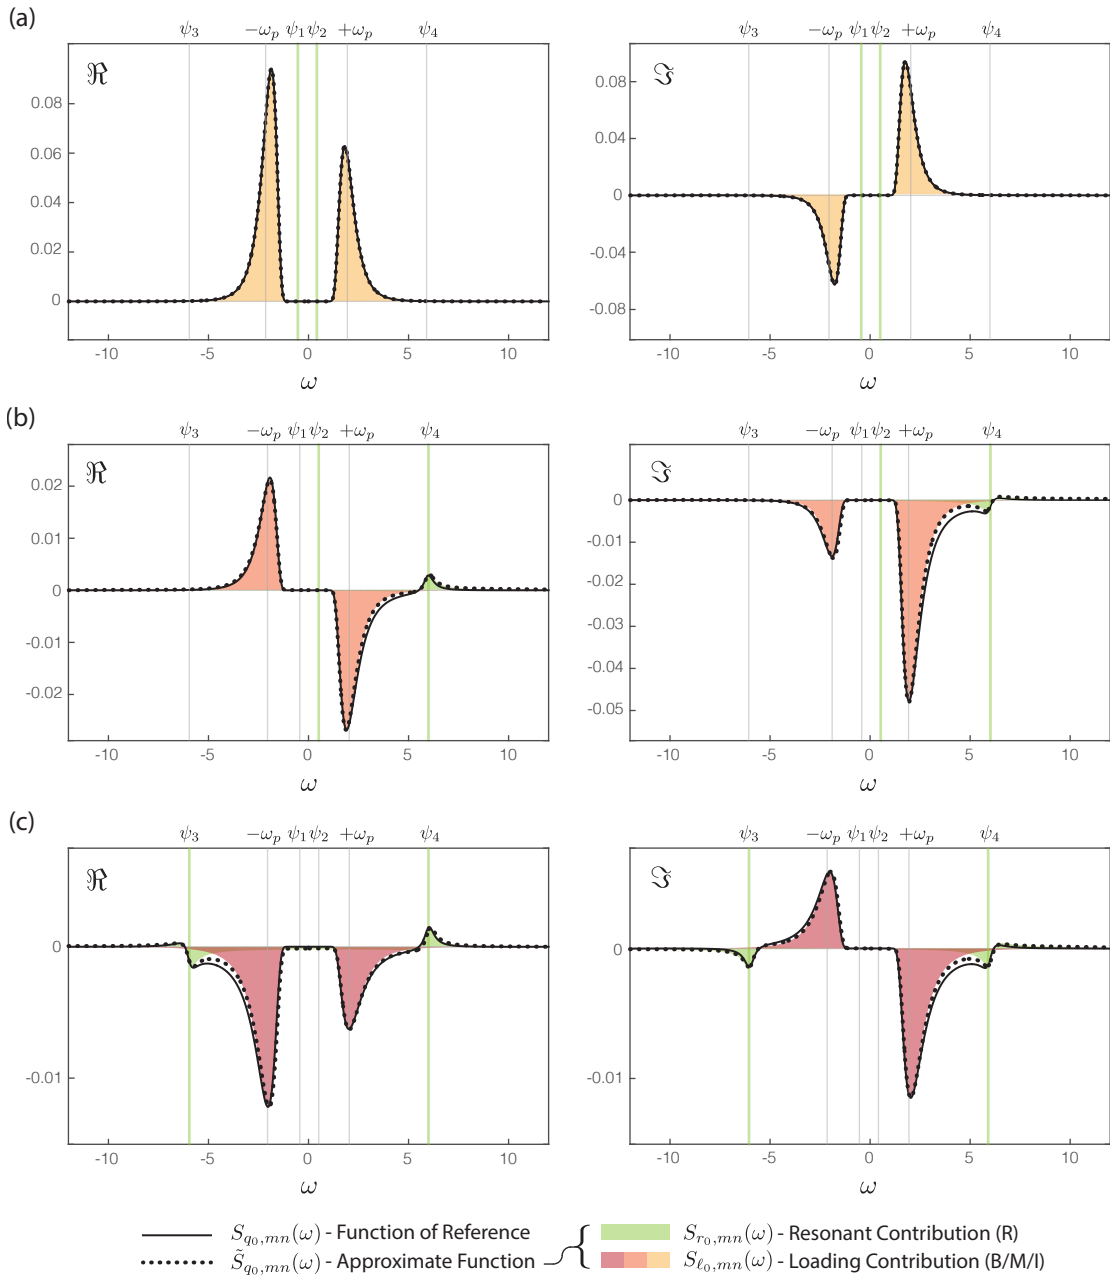 (a)
ψ3 −ωp ψ1 ψ2 +ωp ψ4
ℜ
0.08
0.06
0.04
0.02
0
-10 -5 0 5 10
ω
ψ3 −ωp ψ1 ψ2 +ωp ψ4
ℑ
0.08
0.04
0
-0.04
-0.08
-10 -5 0 5 10
ω
(b)
ψ3 −ωp ψ1 ψ2 +ωp ψ4
ℜ
0.02
0.01
0
-0.01
-0.02
-10 -5 0 5 10
ω
ψ3 −ωp ψ1 ψ2 +ωp ψ4
ℑ
0
-0.01
-0.02
-0.03
-0.04
-0.05
-10 -5 0 5 10
ω
(c)
ψ3 −ωp ψ1 ψ2 +ωp ψ4
ℜ
0
-0.01
-10 -5 0 5 10
ω
ψ3 −ωp ψ1 ψ2 +ωp ψ4
ℑ
0
-0.01
-10 -5 0 5 10
ω
Sq0,mn(ω) - Function of Reference
S̃q0,mn(ω) - Approximate Function
Sr0,mn(ω) - Resonant Contribution (R)
Sℓ0,mn(ω) - Loading Contribution (B/M/I)